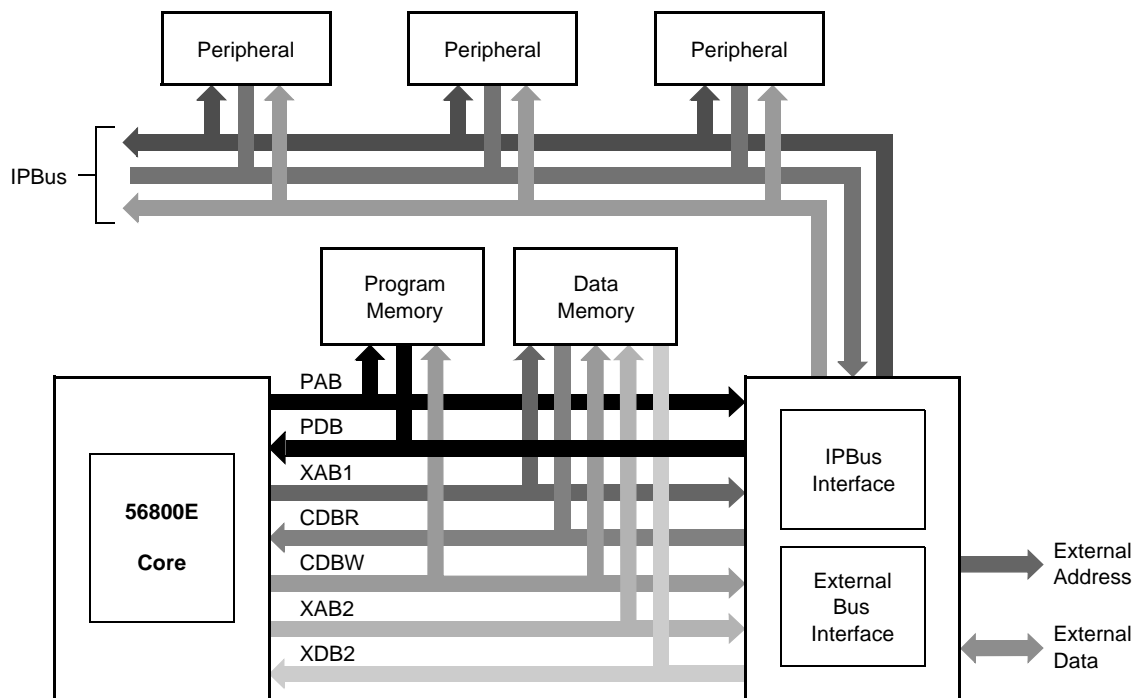 Peripheral
Peripheral
Peripheral
IPBus
Program
Memory
Data
Memory
PAB
PDB
XAB1
CDBR
CDBW
XAB2
XDB2
56800E
Core
IPBus
Interface
External
Bus
Interface
External
Address
External
Data